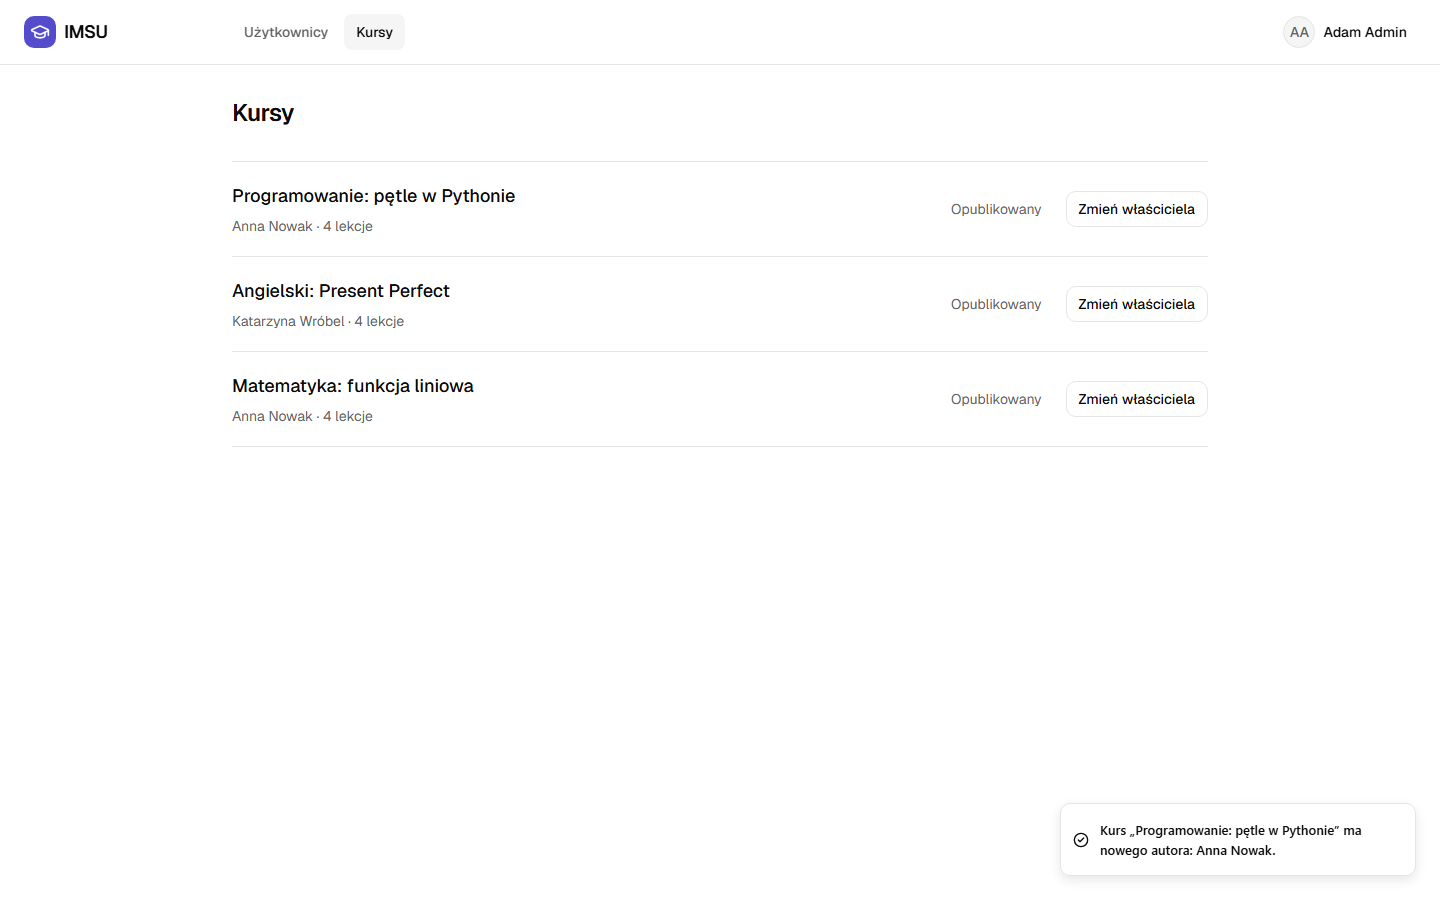 IMSU
Użytkownicy
Kursy
AA
Adam Admin
Kursy
Programowanie: pętle w Pythonie
Anna Nowak · 4 lekcje
Opublikowany
Zmień właściciela
Angielski: Present Perfect
Katarzyna Wróbel · 4 lekcje
Opublikowany
Zmień właściciela
Matematyka: funkcja liniowa
Anna Nowak · 4 lekcje
Opublikowany
Zmień właściciela
Kurs „Programowanie: pętle w Pythonie” ma
nowego autora: Anna Nowak.